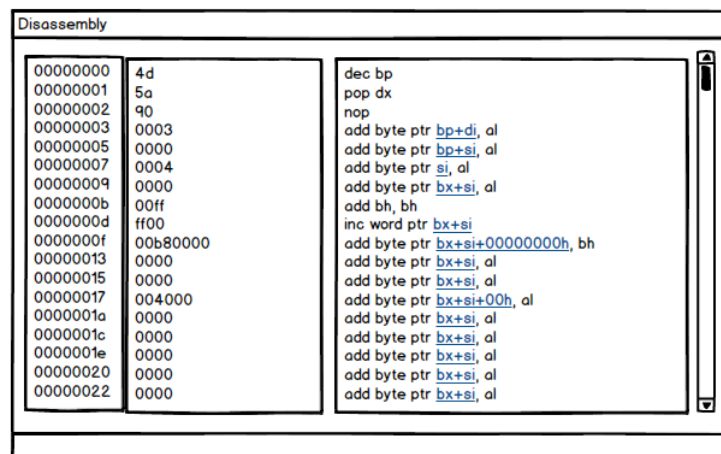 Disassembly
00000000 4d dec bp
00000001 5a pop dx
00000002 90 nop
00000003 0003 add byte ptr bp+di, al
00000005 0000 add byte ptr bp+si, al
00000007 0004 add byte ptr si, al
00000009 0000 add byte ptr bx+si, al
0000000b 00ff add bh, bh
0000000d ff00 inc word ptr bx+si
0000000f 00b80000 add byte ptr bx+si+00000000h, bh
00000013 0000 add byte ptr bx+si, al
00000015 0000 add byte ptr bx+si, al
00000017 004000 add byte ptr bx+si+00h, al
0000001a 0000 add byte ptr bx+si, al
0000001c 0000 add byte ptr bx+si, al
0000001e 0000 add byte ptr bx+si, al
00000020 0000 add byte ptr bx+si, al
00000022 0000 add byte ptr bx+si, al